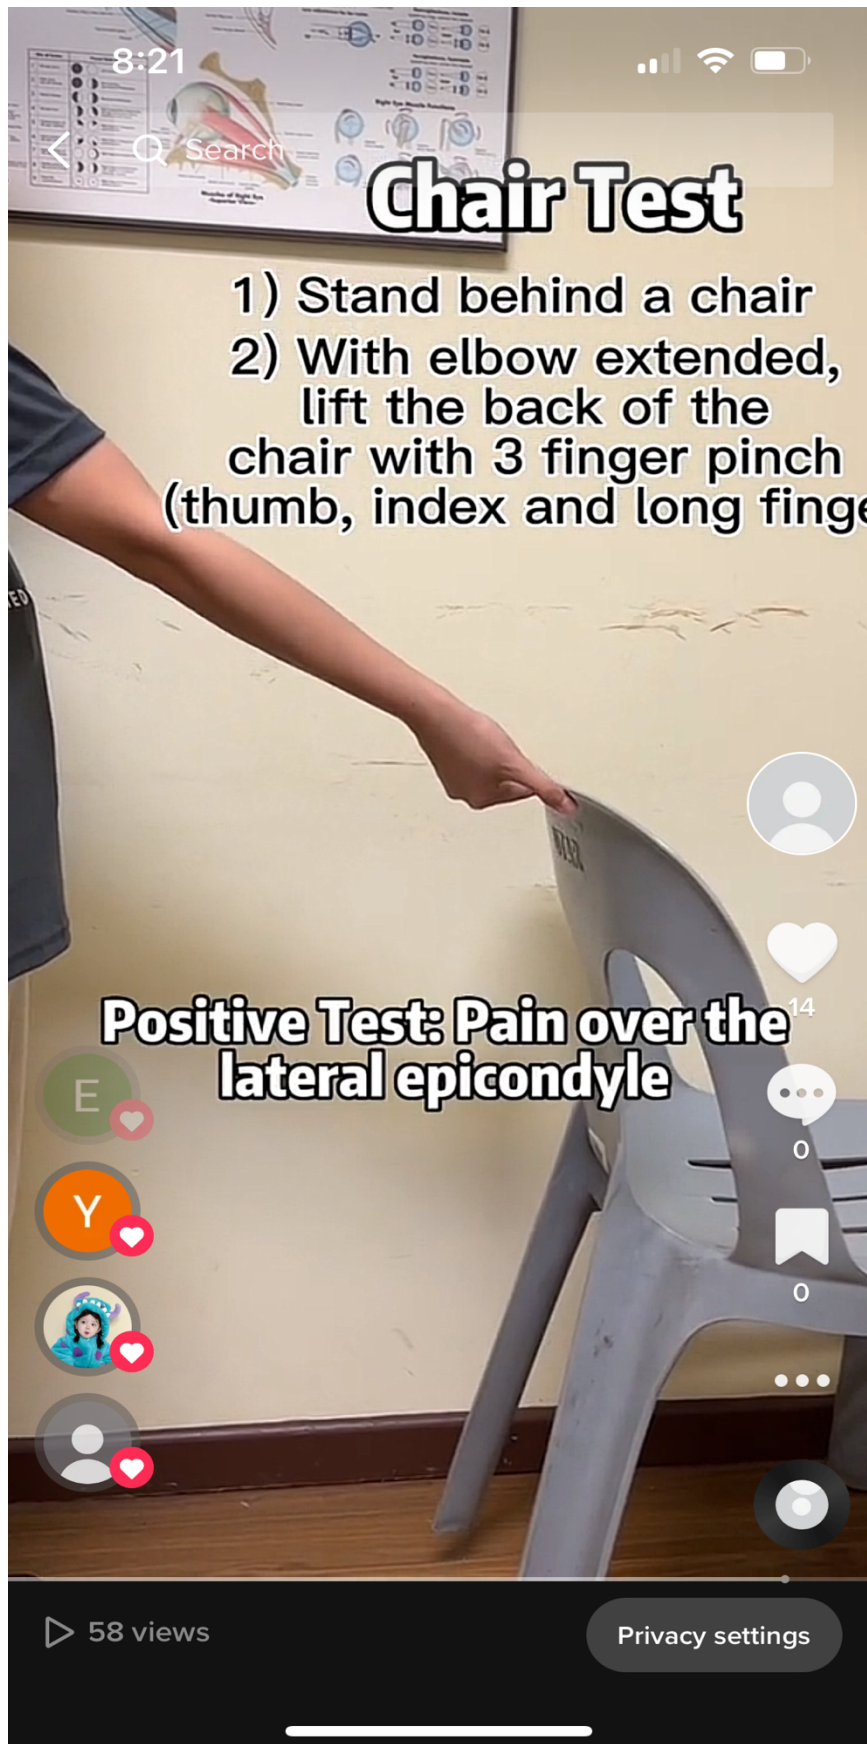 8:21
Search
Chair Test
1) Stand behind a chair
2) With elbow extended,
lift the back of the
chair with 3 finger pinch
(thumb, index and long finge
Positive Test: Pain over the
lateral epicondyle
14
E
0
Y
0
58 views
Privacy settings